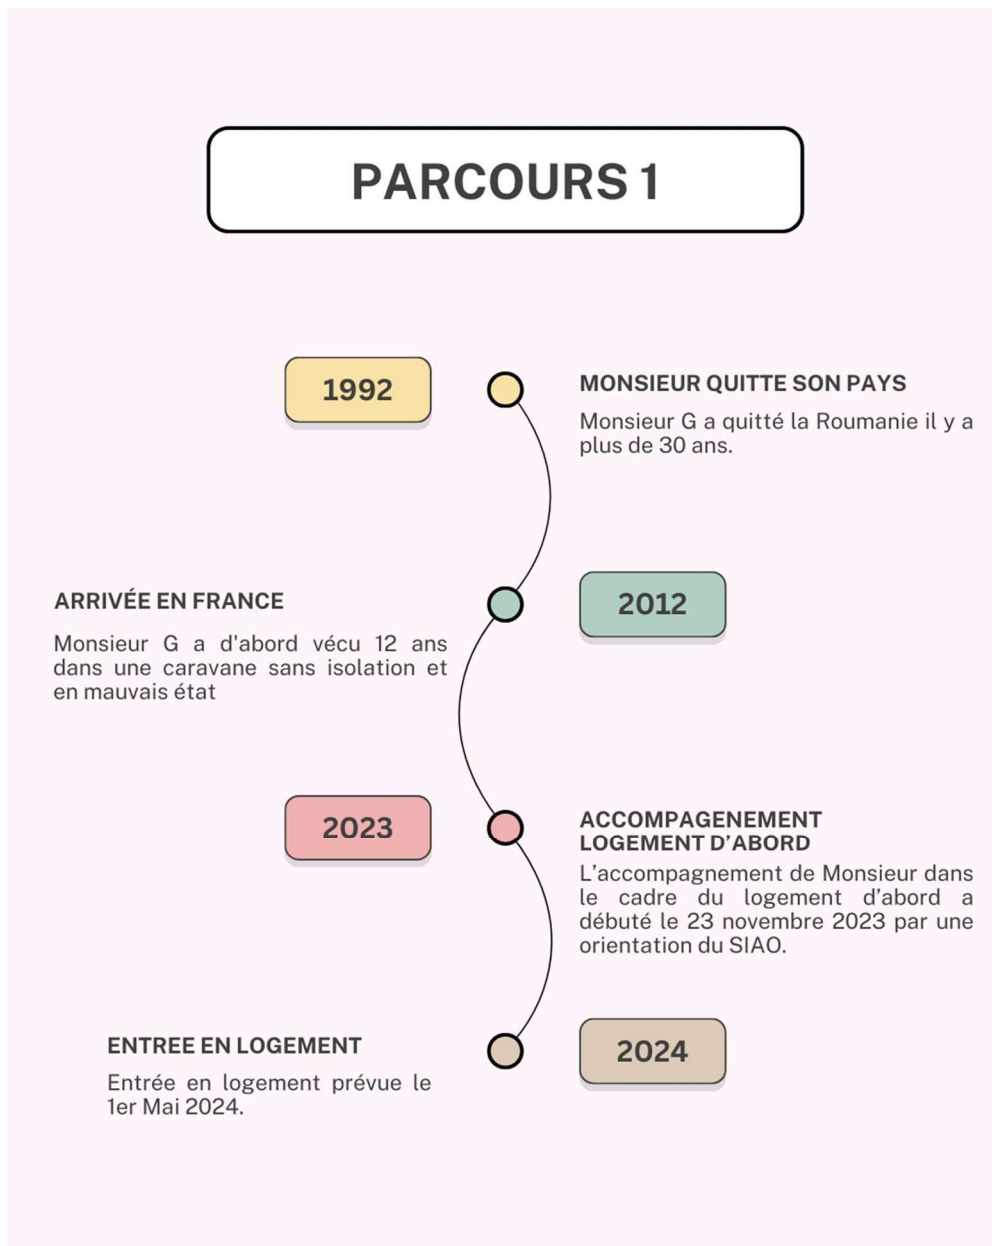 PARCOURS 1
1992
MONSIEUR QUITTE SON PAYS
Monsieur G a quitté la Roumanie il y a
plus de 30 ans.
ARRIVÉE EN FRANCE
2012
Monsieur G a d'abord vécu 12 ans
dans une caravane sans isolation et
en mauvais état
2023
ACCOMPAGENEMENT
LOGEMENT D’ABORD
L’accompagnement de Monsieur dans
le cadre du logement d’abord a
débuté le 23 novembre 2023 par une
orientation du SIAO.
ENTREE EN LOGEMENT
2024
Entrée en logement prévue le
1er Mai 2024.